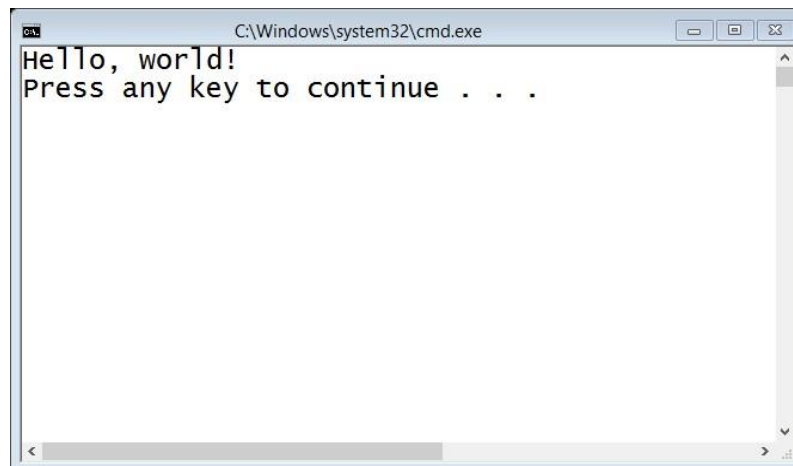 C:\Windows\system32\cmd.exe
Hello, world!
Press any key to continue . . .